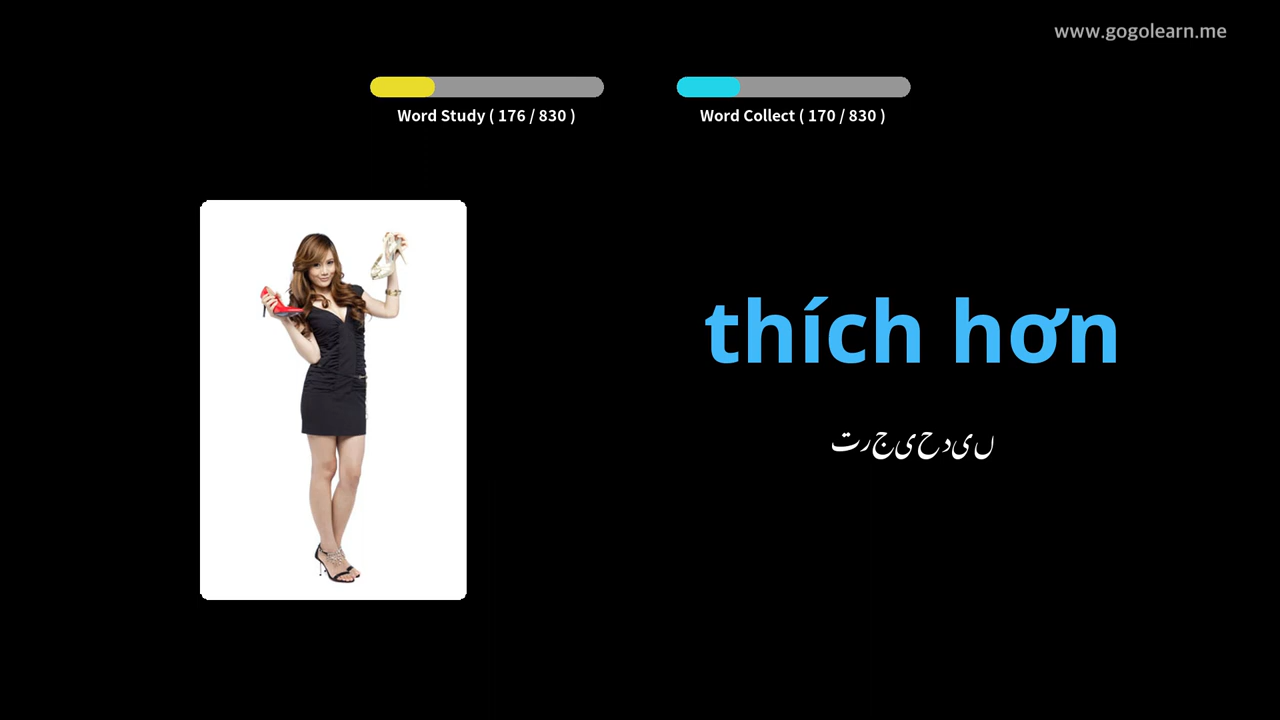 www.gogolearn.me
Word Study ( 176 / 830 )
Word Collect ( 170 / 830 )
thích hơn
ترجیح دیں